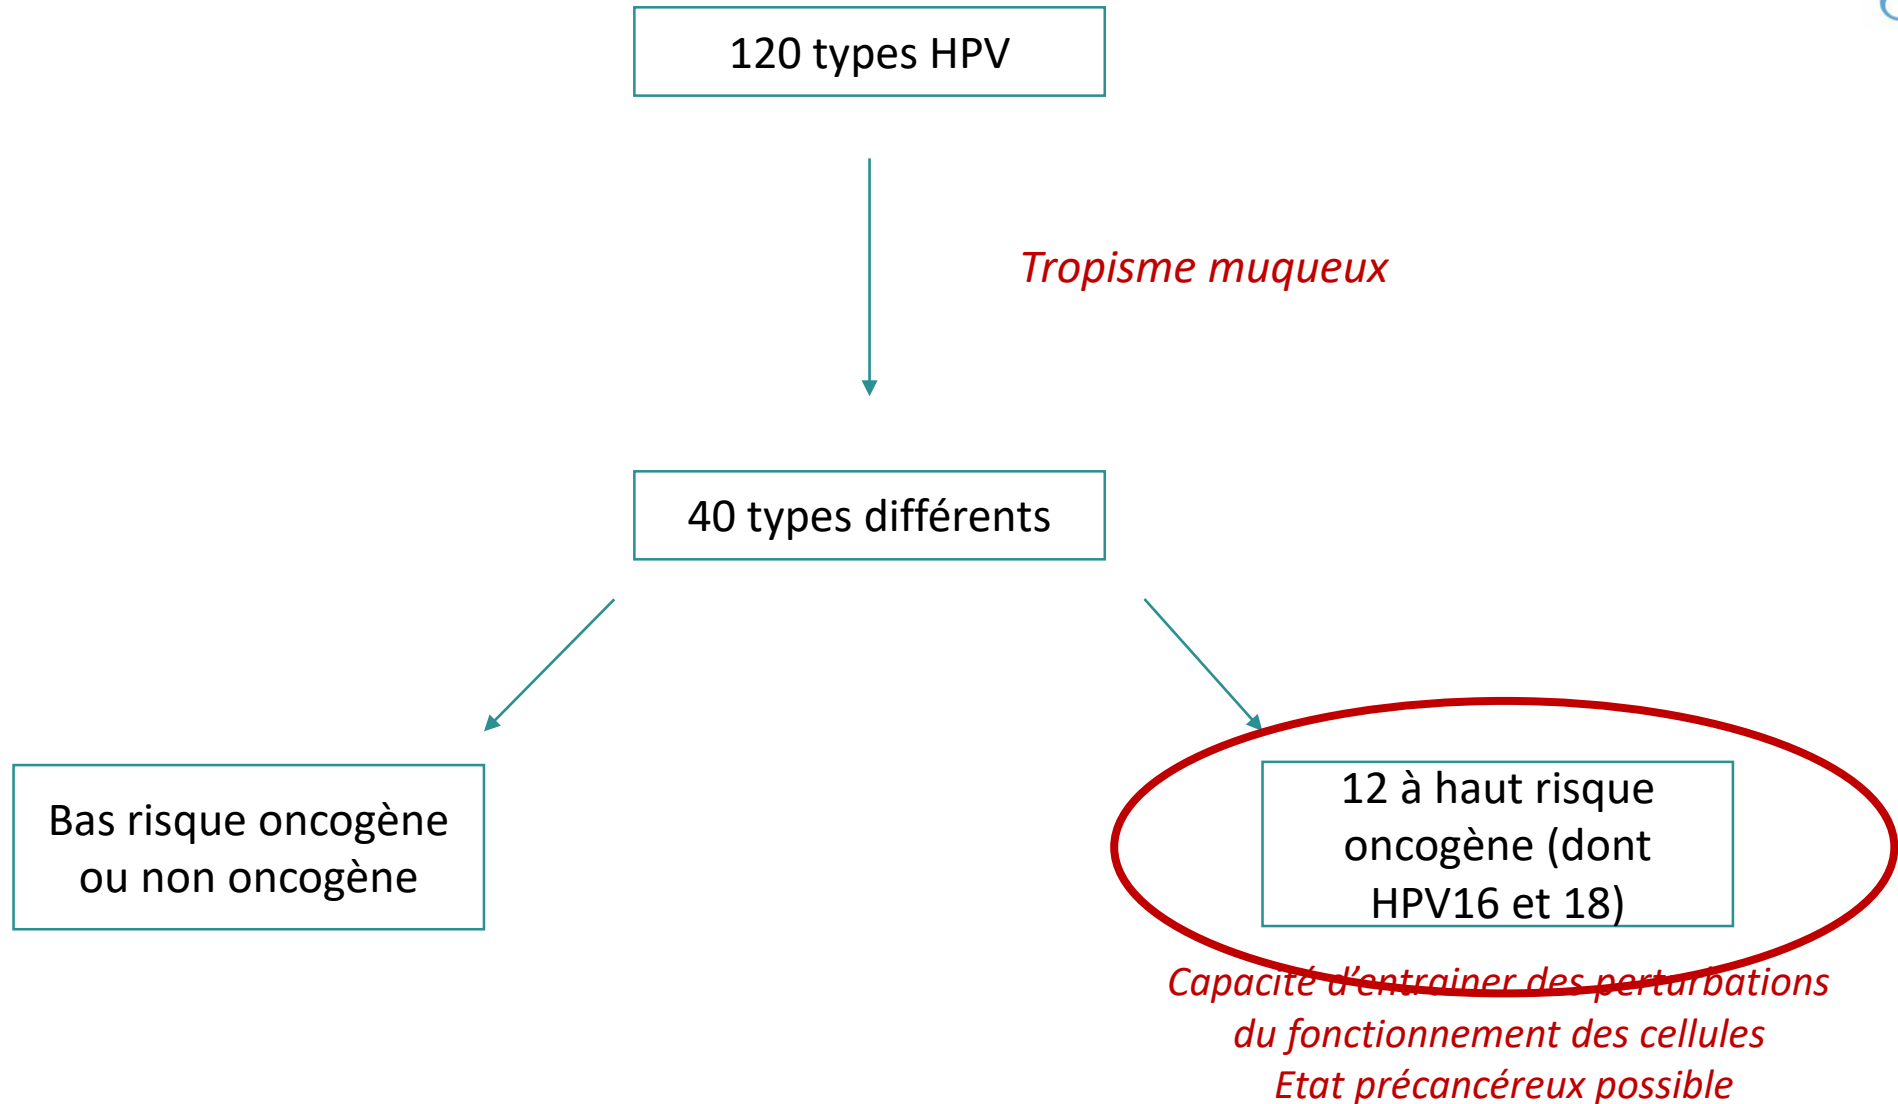 120 types HPV
Tropisme muqueux
40 types différents
Bas risque oncogène
ou non oncogène
12 à haut risque
oncogène (dont
HPV16 et 18)
Capacité d'entrainer des perturbations
du fonctionnement des cellules
Etat précancéreux possible